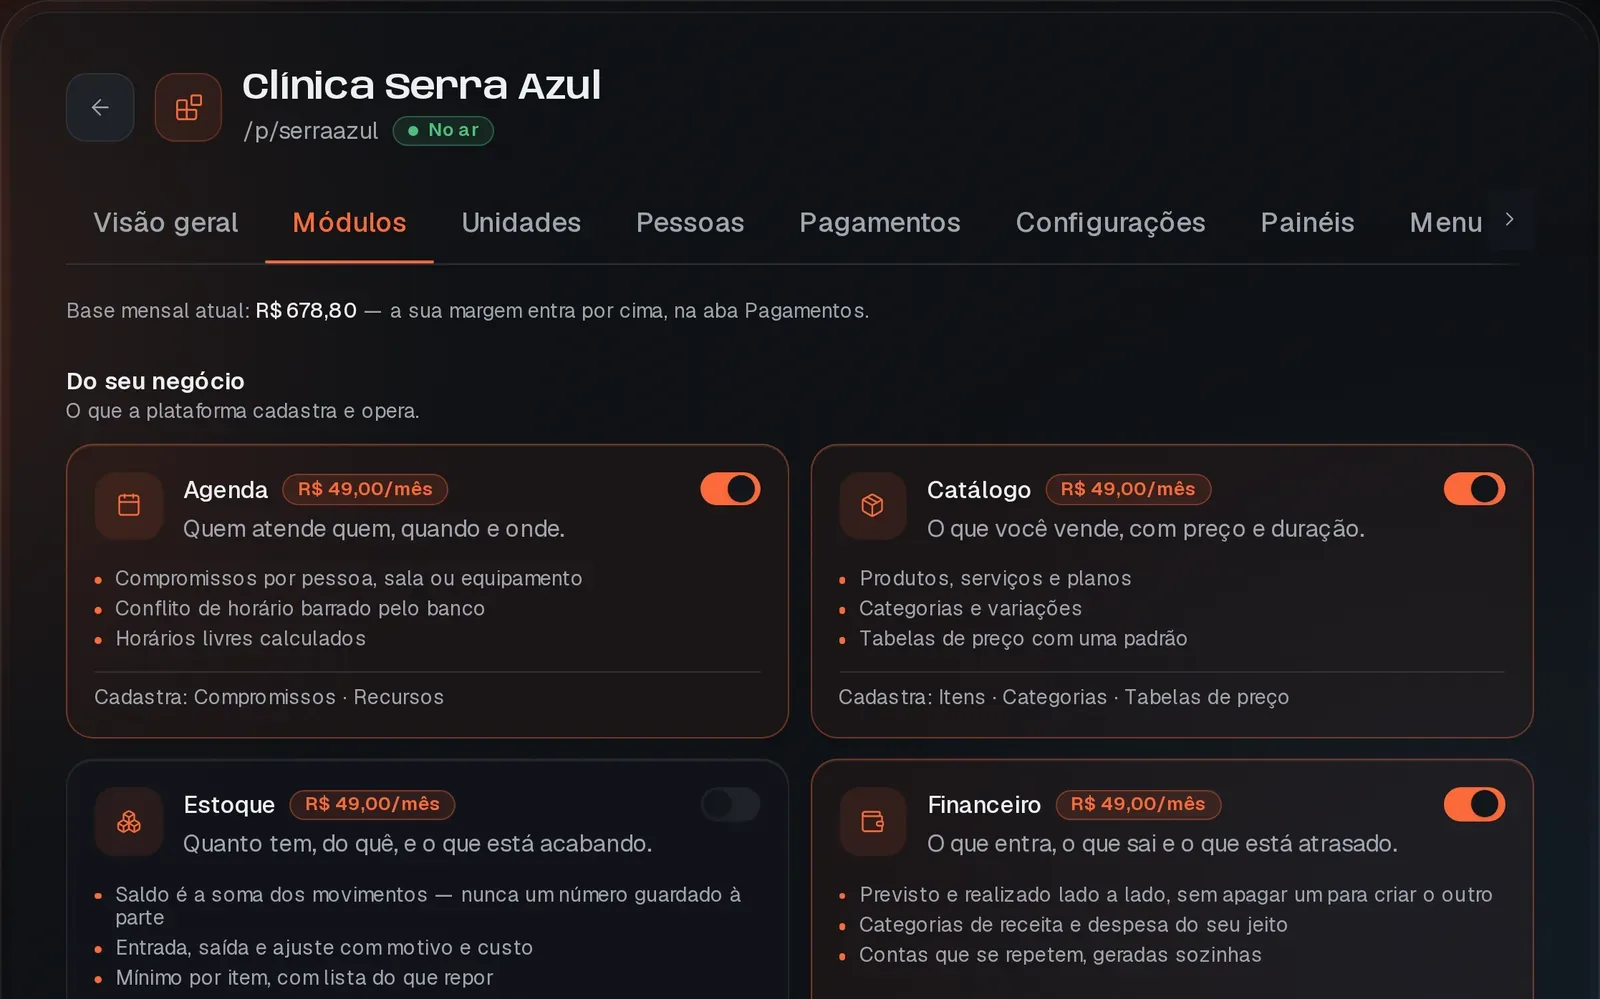 Clínica Serra Azul
/p/serraazul
No ar
Visão geral
Módulos
Unidades
Pessoas
Pagamentos
Configurações
Painéis
Menu
Base mensal atual: R$ 678,80 — a sua margem entra por cima, na aba Pagamentos.
Do seu negócio
O que a plataforma cadastra e opera.
Agenda
R$ 49,00/mês
Quem atende quem, quando e onde.
Compromissos por pessoa, sala ou equipamento
Conflito de horário barrado pelo banco
Horários livres calculados
Cadastra: Compromissos · Recursos
Catálogo
R$ 49,00/mês
O que você vende, com preço e duração.
Produtos, serviços e planos
Categorias e variações
Tabelas de preço com uma padrão
Cadastra: Itens · Categorias · Tabelas de preço
Estoque
R$ 49,00/mês
Quanto tem, do quê, e o que está acabando.
Saldo é a soma dos movimentos — nunca um número guardado à
parte
Entrada, saída e ajuste com motivo e custo
Mínimo por item, com lista do que repor
Financeiro
R$ 49,00/mês
O que entra, o que sai e o que está atrasado.
Previsto e realizado lado a lado, sem apagar um para criar o outro
Categorias de receita e despesa do seu jeito
Contas que se repetem, geradas sozinhas